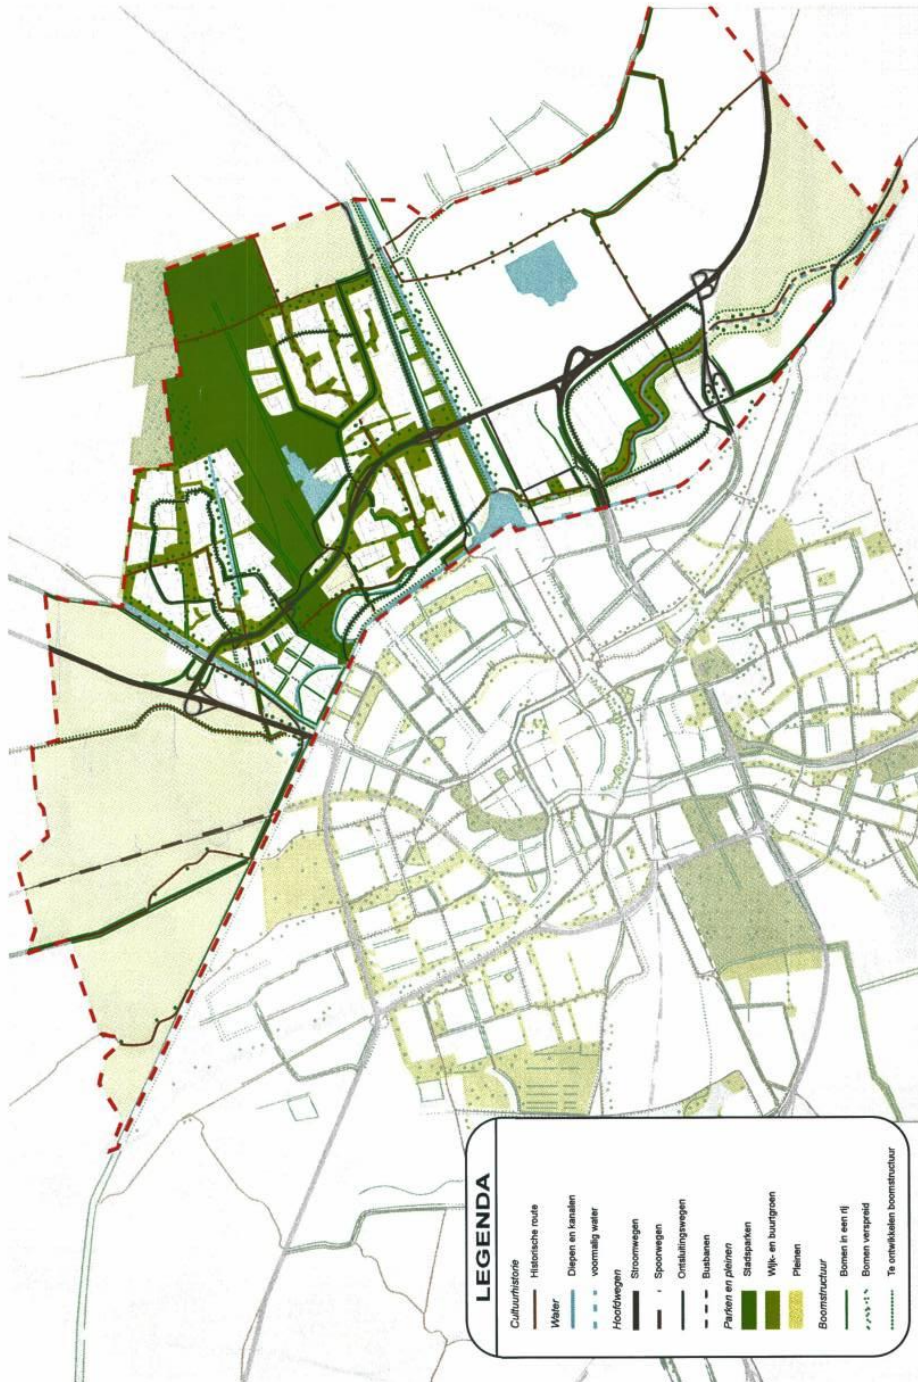 LEGENDA
Cultuurhistorie
Historische route
Water
Diepen en kanalen
voormalig water
Hoofdwegen
Stroomwegen
Spoorwegen
Ontsluitingswegen
Busbanen
Parken en pleinen
Stadsparken
Wijk- en buurtgroen
Pleinen
Boomstructuur
Bomen in een rij
Bomen verspreid
Te ontwikkelen boomstructuur